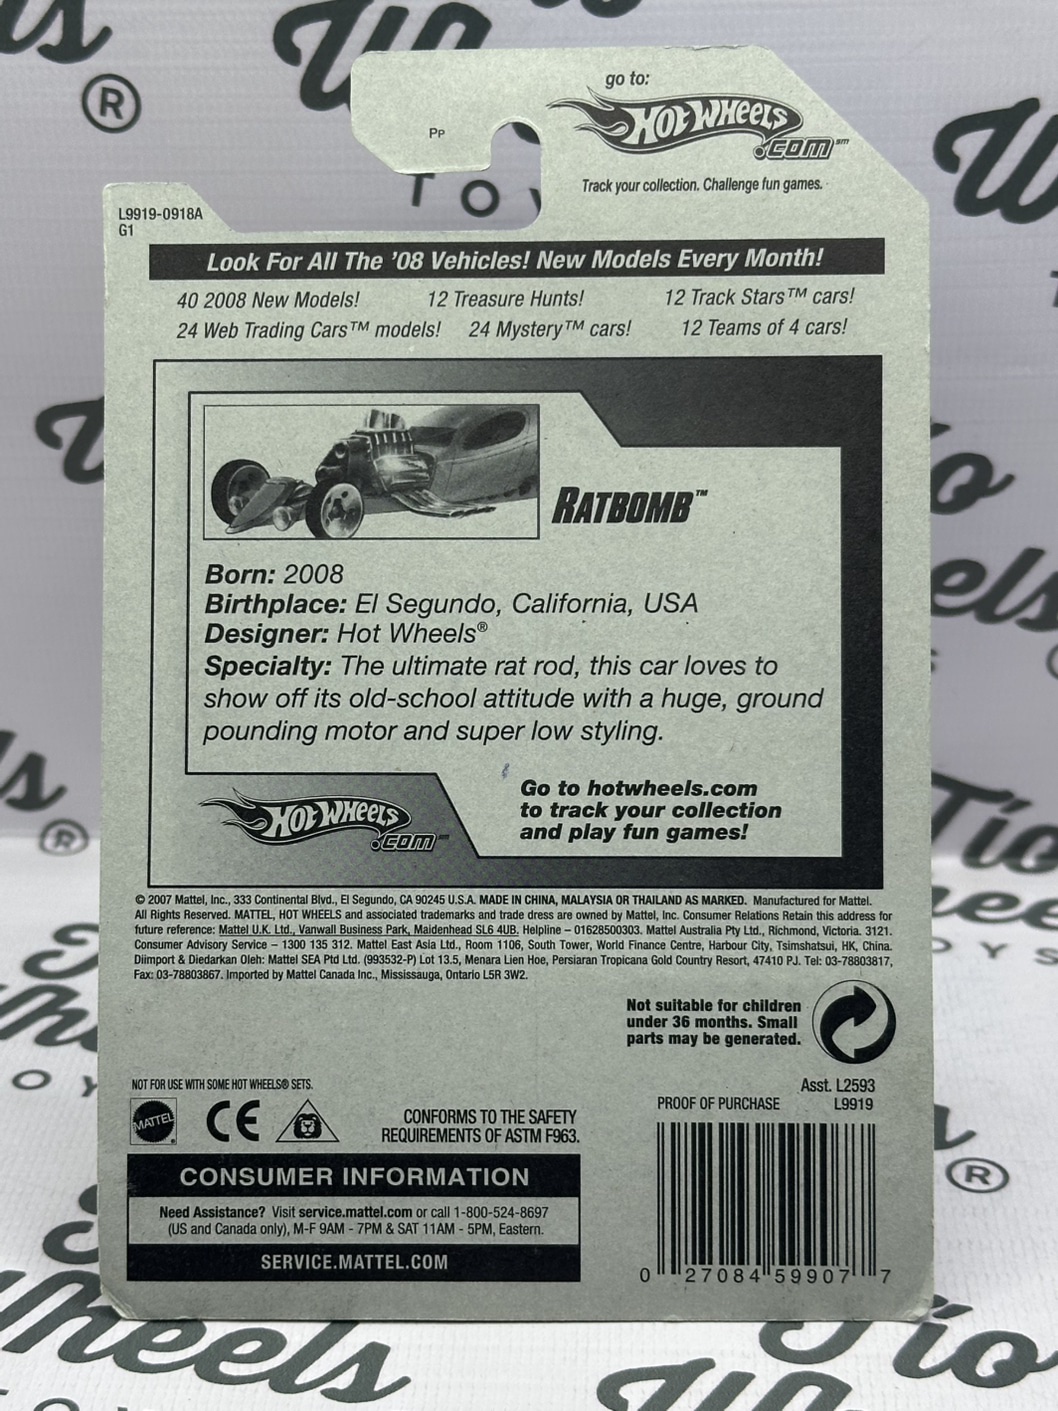 go to:
HOT WHEELS
.COM℠
Track your collection. Challenge fun games.
PP
L9919-0918A
G1
Look For All The '08 Vehicles! New Models Every Month!
40 2008 New Models! 12 Treasure Hunts! 12 Track Stars™ cars!
24 Web Trading Cars™ models! 24 Mystery™ cars! 12 Teams of 4 cars!
RATBOMB™
Born: 2008
Birthplace: El Segundo, California, USA
Designer: Hot Wheels®
Specialty: The ultimate rat rod, this car loves to
show off its old-school attitude with a huge, ground
pounding motor and super low styling.
HOT WHEELS
.COM℠
Go to hotwheels.com
to track your collection
and play fun games!
© 2007 Mattel, Inc., 333 Continental Blvd., El Segundo, CA 90245 U.S.A. MADE IN CHINA, MALAYSIA OR THAILAND AS MARKED. Manufactured for Mattel.
All Rights Reserved. MATTEL, HOT WHEELS and associated trademarks and trade dress are owned by Mattel, Inc. Consumer Relations Retain this address for
future reference: Mattel U.K. Ltd., Vanwall Business Park, Maidenhead SL6 4UB. Helpline – 01628500303. Mattel Australia Pty Ltd., Richmond, Victoria. 3121.
Consumer Advisory Service – 1300 135 312. Mattel East Asia Ltd., Room 1106, South Tower, World Finance Centre, Harbour City, Tsimshatsui, HK, China.
Diimport & Diedarkan Oleh: Mattel SEA Ptd Ltd. (993532-P) Lot 13.5, Menara Lien Hoe, Persiaran Tropicana Gold Country Resort, 47410 PJ. Tel: 03-78803817,
Fax: 03-78803867. Imported by Mattel Canada Inc., Mississauga, Ontario L5R 3W2.
Not suitable for children
under 36 months. Small
parts may be generated.
NOT FOR USE WITH SOME HOT WHEELS® SETS.
MATTEL
CE
CONFORMS TO THE SAFETY
REQUIREMENTS OF ASTM F963.
Asst. L2593
PROOF OF PURCHASE L9919
CONSUMER INFORMATION
Need Assistance? Visit service.mattel.com or call 1-800-524-8697
(US and Canada only), M-F 9AM - 7PM & SAT 11AM - 5PM, Eastern.
SERVICE.MATTEL.COM
0 27084 59907 7